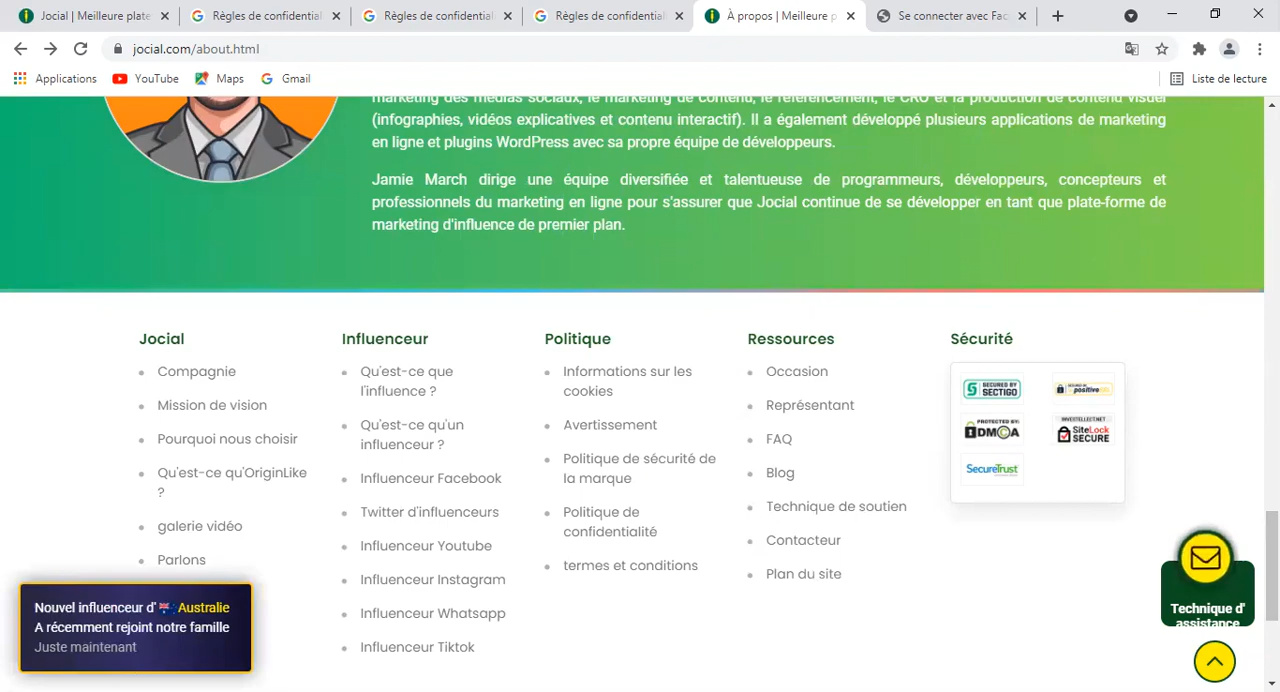 Jocial | Meilleure plate
Règles de confidential
Règles de confidential
Règles de confidential
À propos | Meilleure p
Se connecter avec Fac
jocial.com/about.html
Applications
YouTube
Maps
Gmail
Liste de lecture
marketing des médias sociaux, le marketing de contenu, le référencement, le CRO et la production de contenu visuel
(infographies, vidéos explicatives et contenu interactif). Il a également développé plusieurs applications de marketing
en ligne et plugins WordPress avec sa propre équipe de développeurs.
Jamie March dirige une équipe diversifiée et talentueuse de programmeurs, développeurs, concepteurs et
professionnels du marketing en ligne pour s'assurer que Jocial continue de se développer en tant que plate-forme de
marketing d'influence de premier plan.
Jocial
Compagnie
Mission de vision
Pourquoi nous choisir
Qu'est-ce qu'OriginLike
?
galerie vidéo
Parlons
Influenceur
Qu'est-ce que
l'influence ?
Qu'est-ce qu'un
influenceur ?
Influenceur Facebook
Twitter d'influenceurs
Influenceur Youtube
Influenceur Instagram
Influenceur Whatsapp
Influenceur Tiktok
Politique
Informations sur les
cookies
Avertissement
Politique de sécurité de
la marque
Politique de
confidentialité
termes et conditions
Ressources
Occasion
Représentant
FAQ
Blog
Technique de soutien
Contacteur
Plan du site
Sécurité
SECURED BY
SECTIGO
positive
PROTECTED BY:
DMCA
SiteLock
SECURE
SecureTrust
Nouvel influenceur d' Australie
A récemment rejoint notre famille
Juste maintenant
Technique d'
assistance